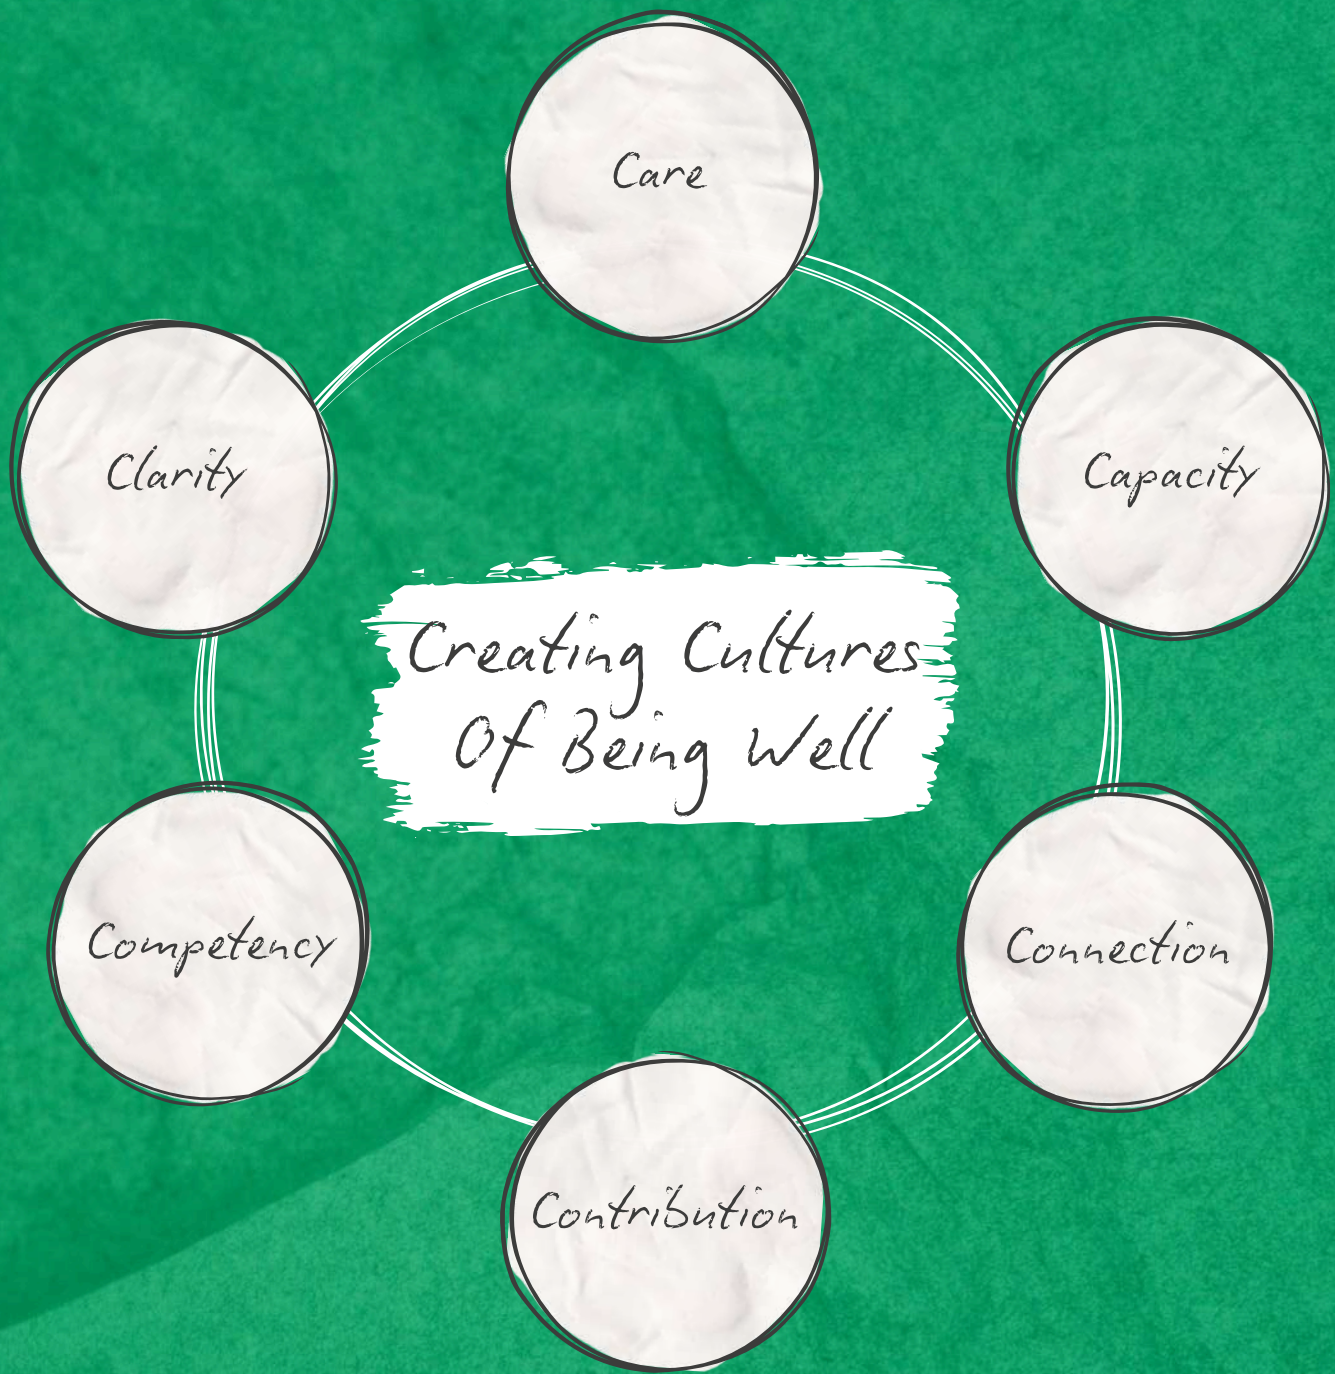 Care
Clarity
Capacity
Creating Cultures
Of Being Well
Competency
Connection
Contribution